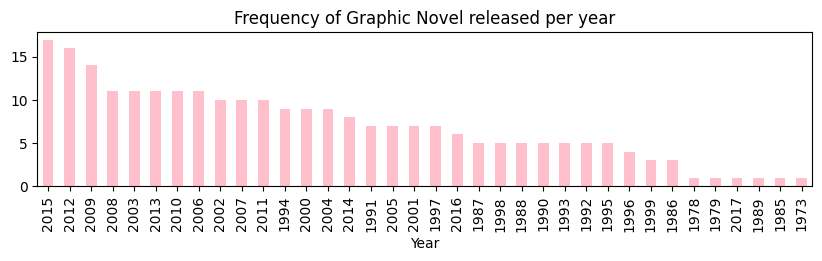 Frequency of Graphic Novel released per year
15
10
5
0
2015 2012 2009 2008 2003 2013 2010 2006 2002 2007 2011 1994 2000 2004 2014 1991 2005 2001 1997 2016 1987 1998 1988 1990 1993 1992 1995 1996 1999 1986 1978 1979 2017 1989 1985 1973
Year